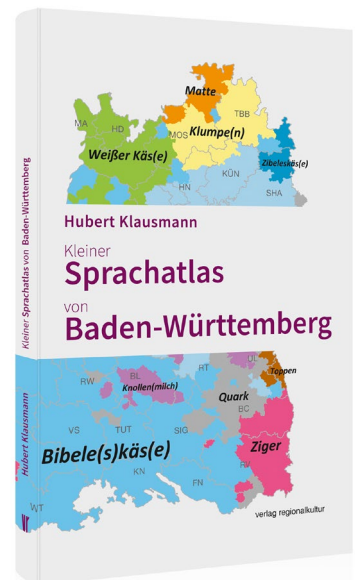 Matte
MA
HD
TBB
MOS
Klumpe(n)
Weißer Käs(e)
Zibeleskäs(e)
KÜN
HN
SHA
Hubert Klausmann
Kleiner
Sprachatlas
von
Baden-Württemberg
RT
UL
RW
BL
Knollen(milch)
Toppen
Quark
BC
VS
TUT
SIG
Bibele(s)käs(e)
Ziger
KN
RV
FN
WT
verlag regionalkultur
Hubert Klausmann
Kleiner Sprachatlas von Baden-Württemberg